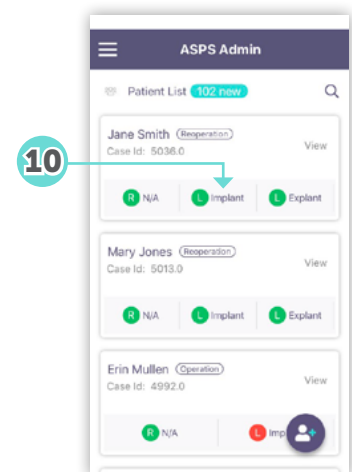 ASPS Admin
Patient List 102 new
Jane Smith (Reoperation)
Case Id: 5036.0
View
10
R N/A L Implant L Explant
Mary Jones (Reoperation)
Case Id: 5013.0
View
R N/A L Implant L Explant
Erin Mullen (Operation)
Case Id: 4992.0
View
R N/A L Imp